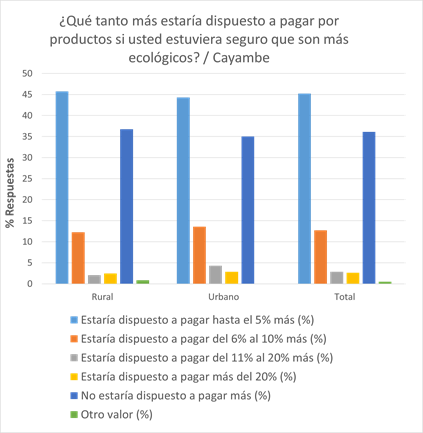 ¿Qué tanto más estaría dispuesto a pagar por
productos si usted estuviera seguro que son más
ecológicos? / Cayambe
50
45
40
35
30
25
20
15
10
5
0
% Respuestas
Rural
Urbano
Total
Estaría dispuesto a pagar hasta el 5% más (%)
Estaría dispuesto a pagar del 6% al 10% más (%)
Estaría dispuesto a pagar del 11% al 20% más (%)
Estaría dispuesto a pagar más del 20% (%)
No estaría dispuesto a pagar más (%)
Otro valor (%)